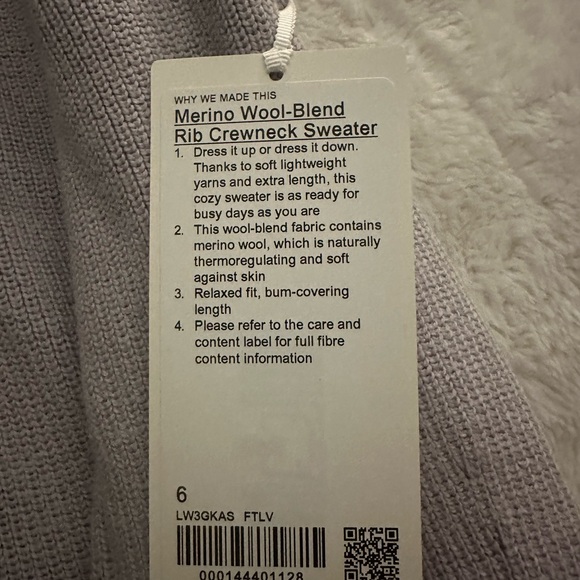 WHY WE MADE THIS
Merino Wool-Blend
Rib Crewneck Sweater
1. Dress it up or dress it down.
Thanks to soft lightweight
yarns and extra length, this
cozy sweater is as ready for
busy days as you are
2. This wool-blend fabric contains
merino wool, which is naturally
thermoregulating and soft
against skin
3. Relaxed fit, bum-covering
length
4. Please refer to the care and
content label for full fibre
content information
6
LW3GKAS FTLV
000144401128